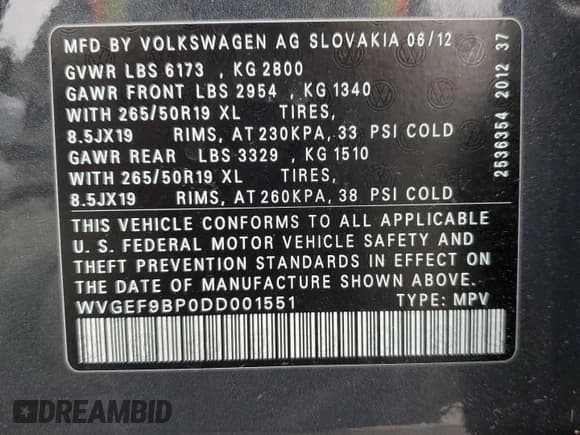 MFD BY VOLKSWAGEN AG SLOVAKIA 06/12
GVWR LBS 6173 , KG 2800
GAWR FRONT LBS 2954 , KG 1340
WITH 265/50R19 XL TIRES,
8.5JX19 RIMS, AT 230KPA, 33 PSI COLD
GAWR REAR LBS 3329 , KG 1510
WITH 265/50R19 XL TIRES,
8.5JX19 RIMS, AT 260KPA, 38 PSI COLD
THIS VEHICLE CONFORMS TO ALL APPLICABLE
U. S. FEDERAL MOTOR VEHICLE SAFETY AND
THEFT PREVENTION STANDARDS IN EFFECT ON
THE DATE OF MANUFACTURE SHOWN ABOVE.
WVGEF9BP0DD001551 TYPE: MPV
2536354 2012 37
DREAMBID